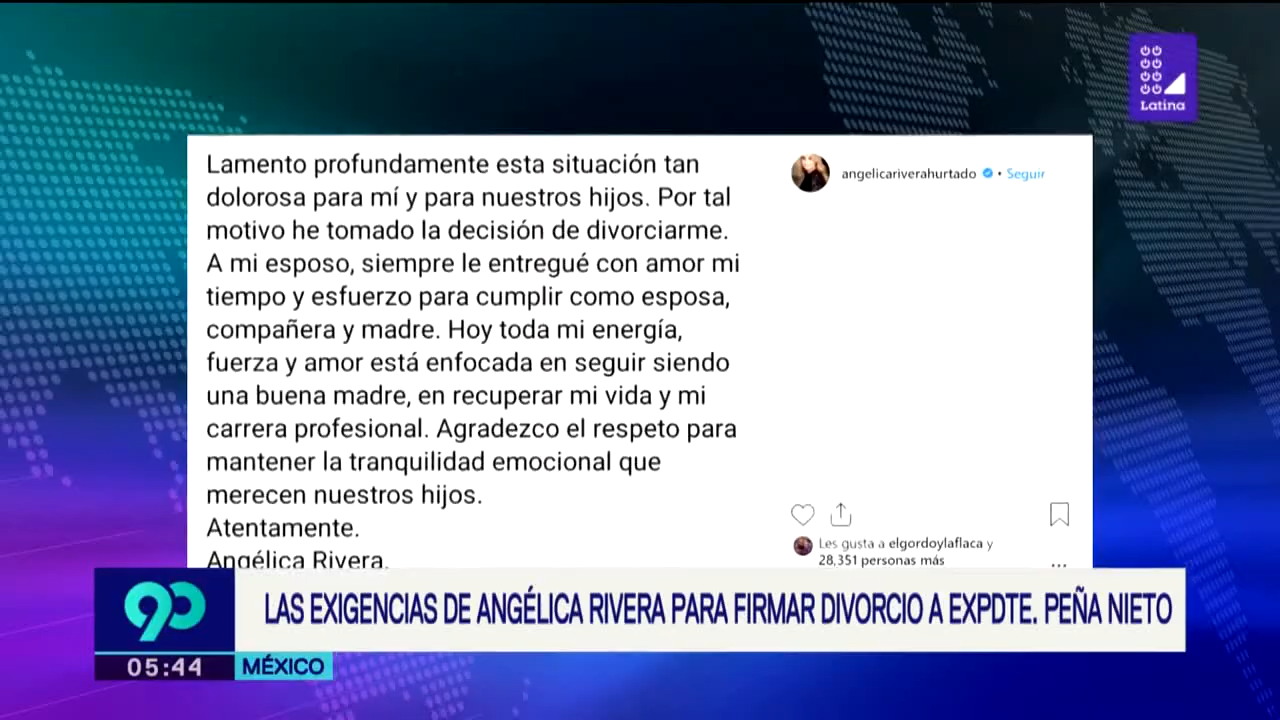 Latina
Lamento profundamente esta situación tan
dolorosa para mí y para nuestros hijos. Por tal
motivo he tomado la decisión de divorciarme.
A mi esposo, siempre le entregué con amor mi
tiempo y esfuerzo para cumplir como esposa,
compañera y madre. Hoy toda mi energía,
fuerza y amor está enfocada en seguir siendo
una buena madre, en recuperar mi vida y mi
carrera profesional. Agradezco el respeto para
mantener la tranquilidad emocional que
merecen nuestros hijos.
Atentamente.
Angélica Rivera.
angelicariverahurtado • Seguir
Les gusta a elgordoylaflaca y
28,351 personas más
...
90
LAS EXIGENCIAS DE ANGÉLICA RIVERA PARA FIRMAR DIVORCIO A EXPDTE. PEÑA NIETO
05:44
MÉXICO